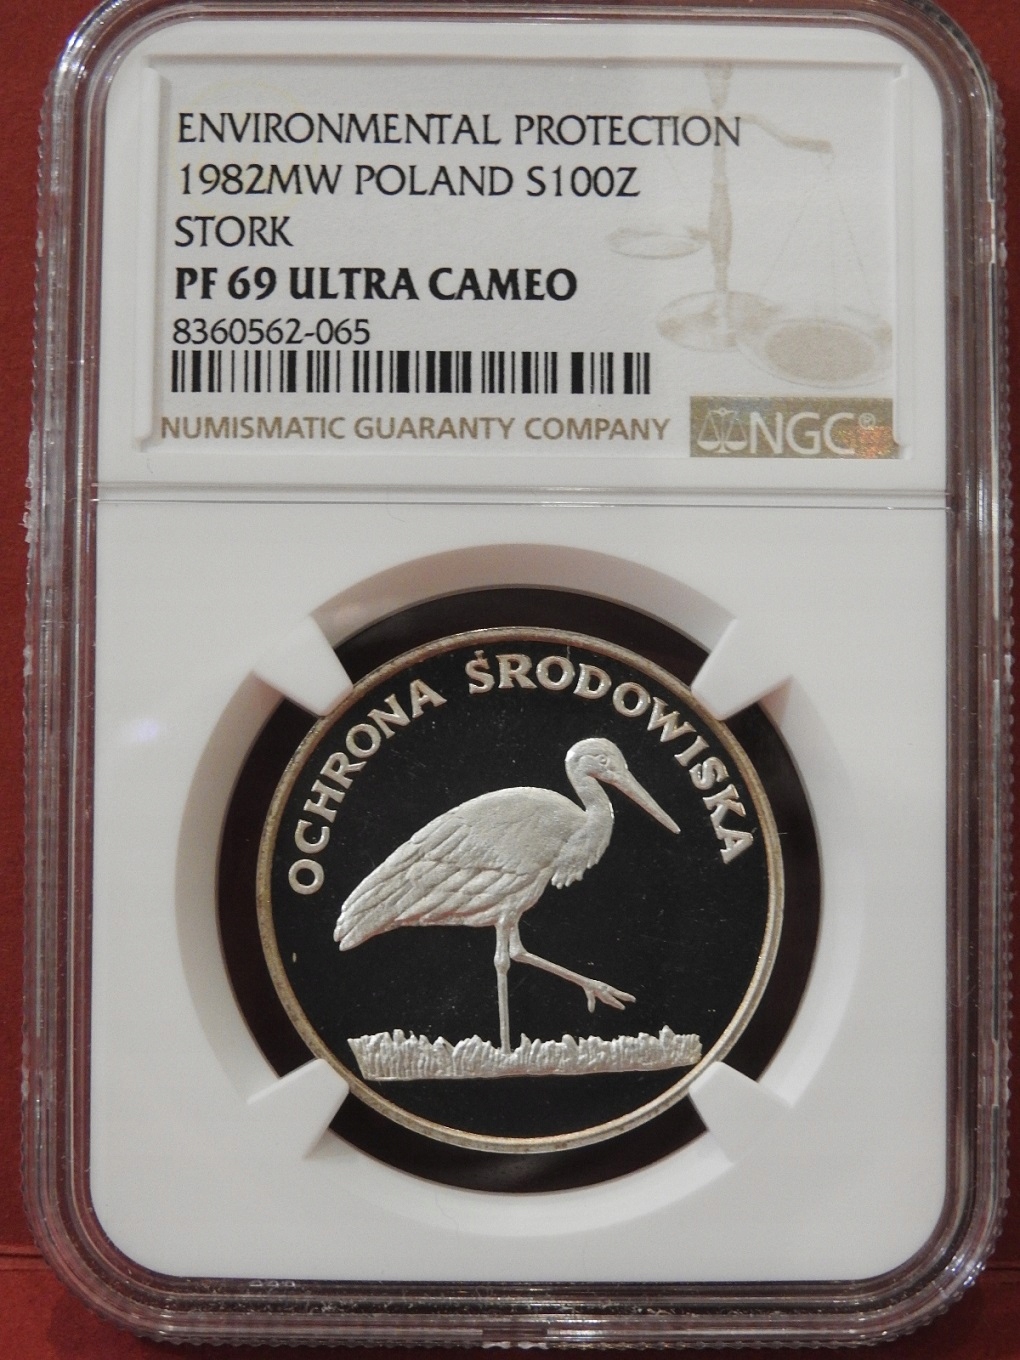 ENVIRONMENTAL PROTECTION
1982MW POLAND S100Z
STORK
PF 69 ULTRA CAMEO
8360562-065
NUMISMATIC GUARANTY COMPANY
NGC®
OCHRONA ŚRODOWISKA